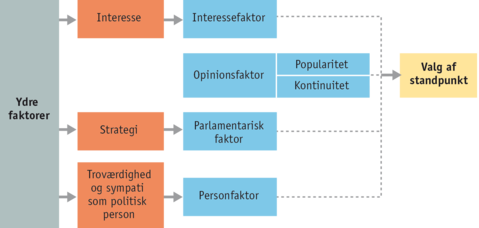 Ydre
faktorer
Interesse
Interessefaktor
Opinionsfaktor
Popularitet
Kontinuitet
Valg af
standpunkt
Strategi
Parlamentarisk
faktor
Troværdighed
og sympati
som politisk
person
Personfaktor